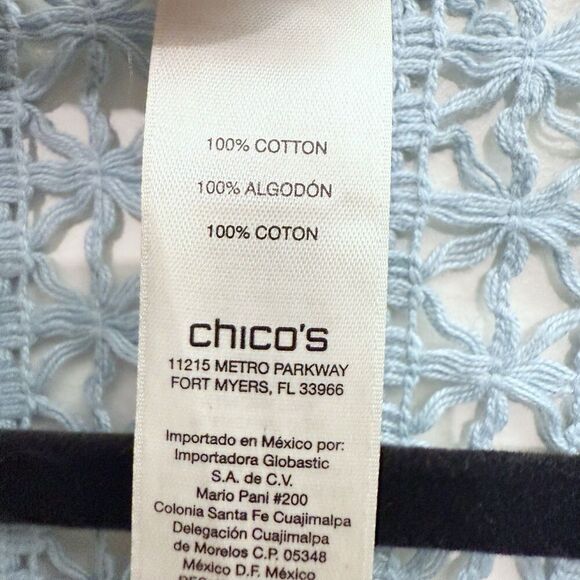 100% COTTON
100% ALGODÓN
100% COTON
chico's
11215 METRO PARKWAY
FORT MYERS, FL 33966
Importado en México por:
Importadora Globastic
S.A. de C.V.
Mario Pani #200
Colonia Santa Fe Cuajimalpa
Delegación Cuajimalpa
de Morelos C.P. 05348
México D.F. México